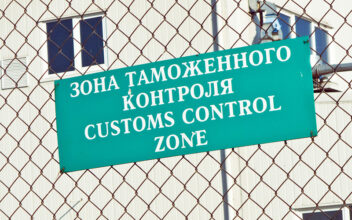 ЗОНА ТАМОЖЕННОГО
КОНТРОЛЯ
CUSTOMS CONTROL
ZONE